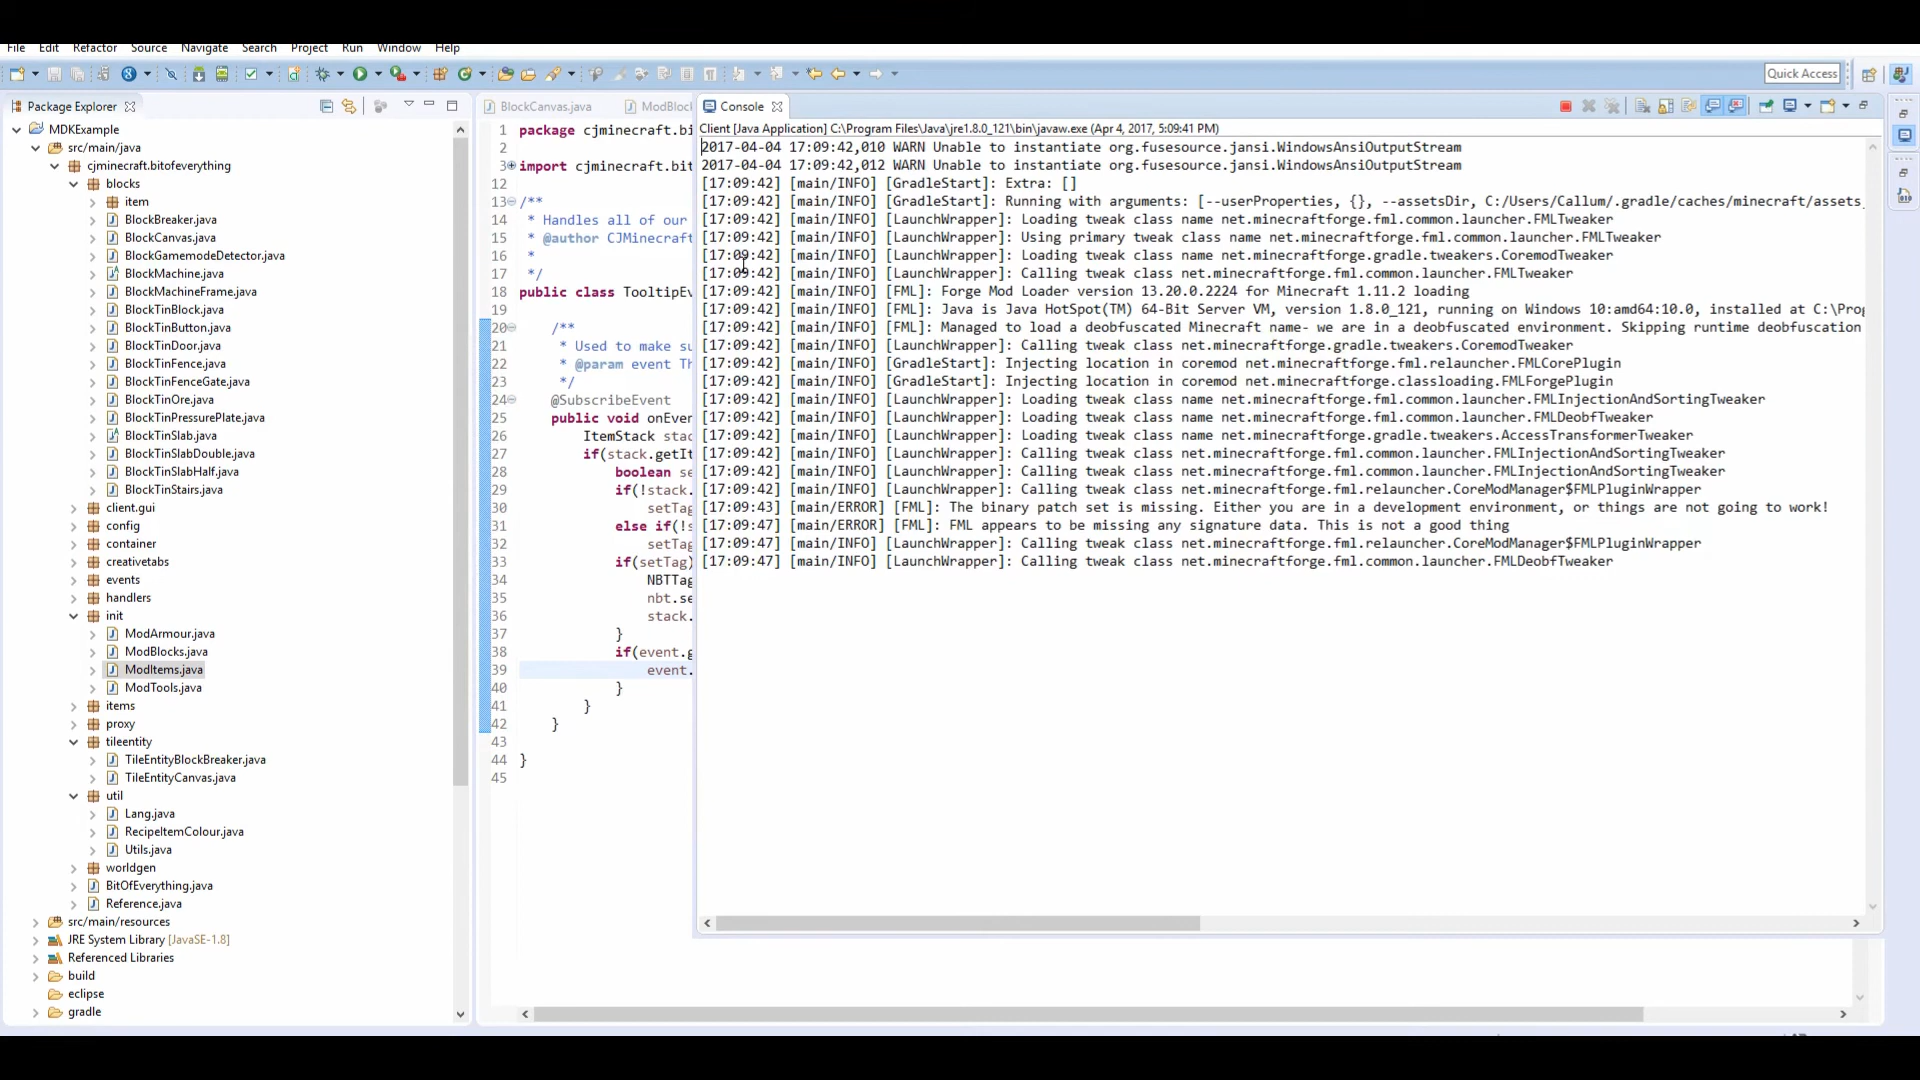 File Edit Refactor Source Navigate Search Project Run Window Help
Quick Access
Package Explorer
MDKExample
src/main/java
cjminecraft.bitofeverything
blocks
item
BlockBreaker.java
BlockCanvas.java
BlockGamemodeDetector.java
BlockMachine.java
BlockMachineFrame.java
BlockTinBlock.java
BlockTinButton.java
BlockTinDoor.java
BlockTinFence.java
BlockTinFenceGate.java
BlockTinOre.java
BlockTinPressurePlate.java
BlockTinSlab.java
BlockTinSlabDouble.java
BlockTinSlabHalf.java
BlockTinStairs.java
client.gui
config
container
creativetabs
events
handlers
init
ModArmour.java
ModBlocks.java
ModItems.java
ModTools.java
items
proxy
tileentity
TileEntityBlockBreaker.java
TileEntityCanvas.java
util
Lang.java
RecipeItemColour.java
Utils.java
worldgen
BitOfEverything.java
Reference.java
src/main/resources
JRE System Library [JavaSE-1.8]
Referenced Libraries
build
eclipse
gradle
BlockCanvas.java ModBlock
1 package cjminecraft.bi
2
3 import cjminecraft.bit
12
13 /**
14 * Handles all of our
15 * @author CJMinecraft
16 *
17 */
18 public class TooltipEv
19
20 /**
21 * Used to make su
22 * @param event Th
23 */
24 @SubscribeEvent
25 public void onEven
26 ItemStack stac
27 if(stack.getIt
28 boolean se
29 if(!stack.
30 setTag
31 else if(!s
32 setTag
33 if(setTag)
34 NBTTag
35 nbt.se
36 stack.
37 }
38 if(event.g
39 event.
40 }
41 }
42 }
43
44 }
45
Console
Client [Java Application] C:\Program Files\Java\jre1.8.0_121\bin\javaw.exe (Apr 4, 2017, 5:09:41 PM)
2017-04-04 17:09:42,010 WARN Unable to instantiate org.fusesource.jansi.WindowsAnsiOutputStream
2017-04-04 17:09:42,012 WARN Unable to instantiate org.fusesource.jansi.WindowsAnsiOutputStream
[17:09:42] [main/INFO] [GradleStart]: Extra: []
[17:09:42] [main/INFO] [GradleStart]: Running with arguments: [--userProperties, {}, --assetsDir, C:/Users/Callum/.gradle/caches/minecraft/assets,
[17:09:42] [main/INFO] [LaunchWrapper]: Loading tweak class name net.minecraftforge.fml.common.launcher.FMLTweaker
[17:09:42] [main/INFO] [LaunchWrapper]: Using primary tweak class name net.minecraftforge.fml.common.launcher.FMLTweaker
[17:09:42] [main/INFO] [LaunchWrapper]: Loading tweak class name net.minecraftforge.gradle.tweakers.CoremodTweaker
[17:09:42] [main/INFO] [LaunchWrapper]: Calling tweak class net.minecraftforge.fml.common.launcher.FMLTweaker
[17:09:42] [main/INFO] [FML]: Forge Mod Loader version 13.20.0.2224 for Minecraft 1.11.2 loading
[17:09:42] [main/INFO] [FML]: Java is Java HotSpot(TM) 64-Bit Server VM, version 1.8.0_121, running on Windows 10:amd64:10.0, installed at C:\Prog
[17:09:42] [main/INFO] [FML]: Managed to load a deobfuscated Minecraft name- we are in a deobfuscated environment. Skipping runtime deobfuscation
[17:09:42] [main/INFO] [LaunchWrapper]: Calling tweak class net.minecraftforge.gradle.tweakers.CoremodTweaker
[17:09:42] [main/INFO] [GradleStart]: Injecting location in coremod net.minecraftforge.fml.relauncher.FMLCorePlugin
[17:09:42] [main/INFO] [GradleStart]: Injecting location in coremod net.minecraftforge.classloading.FMLForgePlugin
[17:09:42] [main/INFO] [LaunchWrapper]: Loading tweak class name net.minecraftforge.fml.common.launcher.FMLInjectionAndSortingTweaker
[17:09:42] [main/INFO] [LaunchWrapper]: Loading tweak class name net.minecraftforge.fml.common.launcher.FMLDeobfTweaker
[17:09:42] [main/INFO] [LaunchWrapper]: Loading tweak class name net.minecraftforge.gradle.tweakers.AccessTransformerTweaker
[17:09:42] [main/INFO] [LaunchWrapper]: Calling tweak class net.minecraftforge.fml.common.launcher.FMLInjectionAndSortingTweaker
[17:09:42] [main/INFO] [LaunchWrapper]: Calling tweak class net.minecraftforge.fml.common.launcher.FMLInjectionAndSortingTweaker
[17:09:42] [main/INFO] [LaunchWrapper]: Calling tweak class net.minecraftforge.fml.relauncher.CoreModManager$FMLPluginWrapper
[17:09:43] [main/ERROR] [FML]: The binary patch set is missing. Either you are in a development environment, or things are not going to work!
[17:09:47] [main/ERROR] [FML]: FML appears to be missing any signature data. This is not a good thing
[17:09:47] [main/INFO] [LaunchWrapper]: Calling tweak class net.minecraftforge.fml.relauncher.CoreModManager$FMLPluginWrapper
[17:09:47] [main/INFO] [LaunchWrapper]: Calling tweak class net.minecraftforge.fml.common.launcher.FMLDeobfTweaker